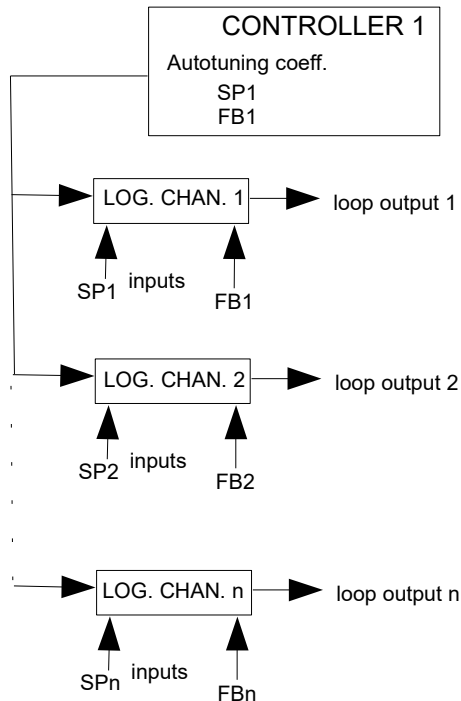 CONTROLLER 1
Autotuning coeff.
SP1
FB1
LOG. CHAN. 1
loop output 1
SP1 inputs FB1
LOG. CHAN. 2
loop output 2
SP2 inputs FB2
LOG. CHAN. n
loop output n
SPn inputs FBn